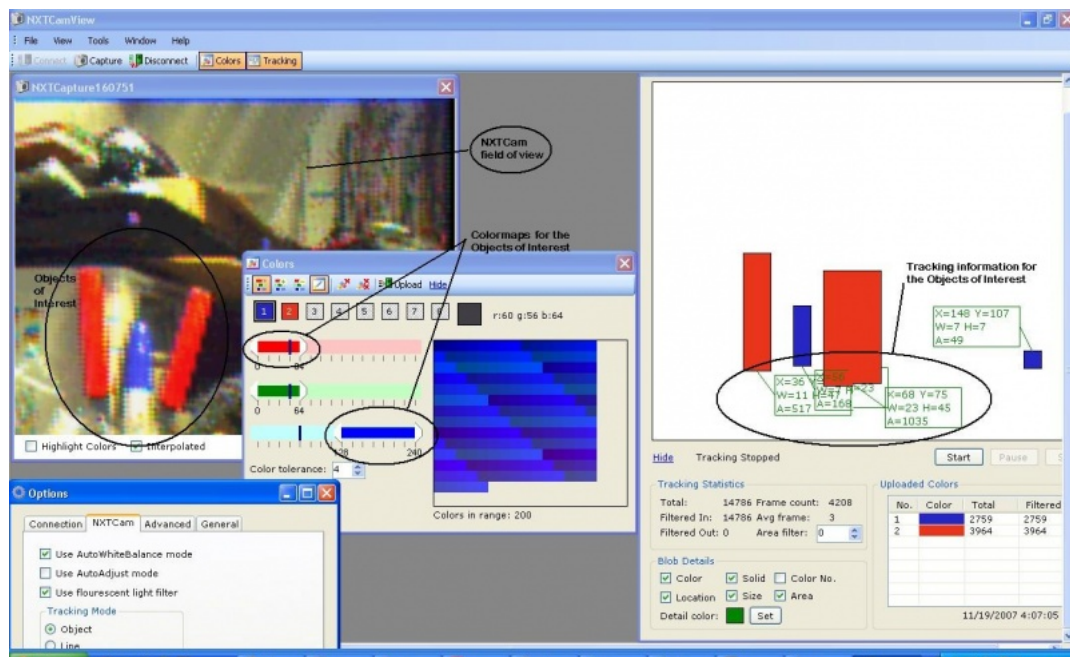 NXTCamView
File View Tools Window Help
Connect Capture Disconnect Colors Tracking
NXTCapture160751
NXTCam
field of view
Colormaps for the
Objects of Interest
Objects
of
Interest
Highlight Colors Interpolated
Colors
Upload Hide
1 2 3 4 5 6 7 8 r:60 g:56 b:64
0 64
0 64
138 240
Color tolerance: 4
Colors in range: 200
Tracking information for
the Objects of Interest
X=148 Y=107
W=7 H=7
A=49
X=36
W=11 H=47
A=517
A=168
X=68 Y=75
W=23 H=45
A=1035
Hide Tracking Stopped Start Pause
Tracking Statistics
Total: 14786 Frame count: 4208
Filtered In: 14786 Avg frame: 3
Filtered Out: 0 Area filter: 0
Blob Details
Color Solid Color No.
Location Size Area
Detail color: Set
Uploaded Colors
No. Color Total Filtered
1 2759 2759
2 3964 3964
11/19/2007 4:07:05
Options
Connection NXTCam Advanced General
Use AutoWhiteBalance mode
Use AutoAdjust mode
Use flourescent light filter
Tracking Mode
Object
Line